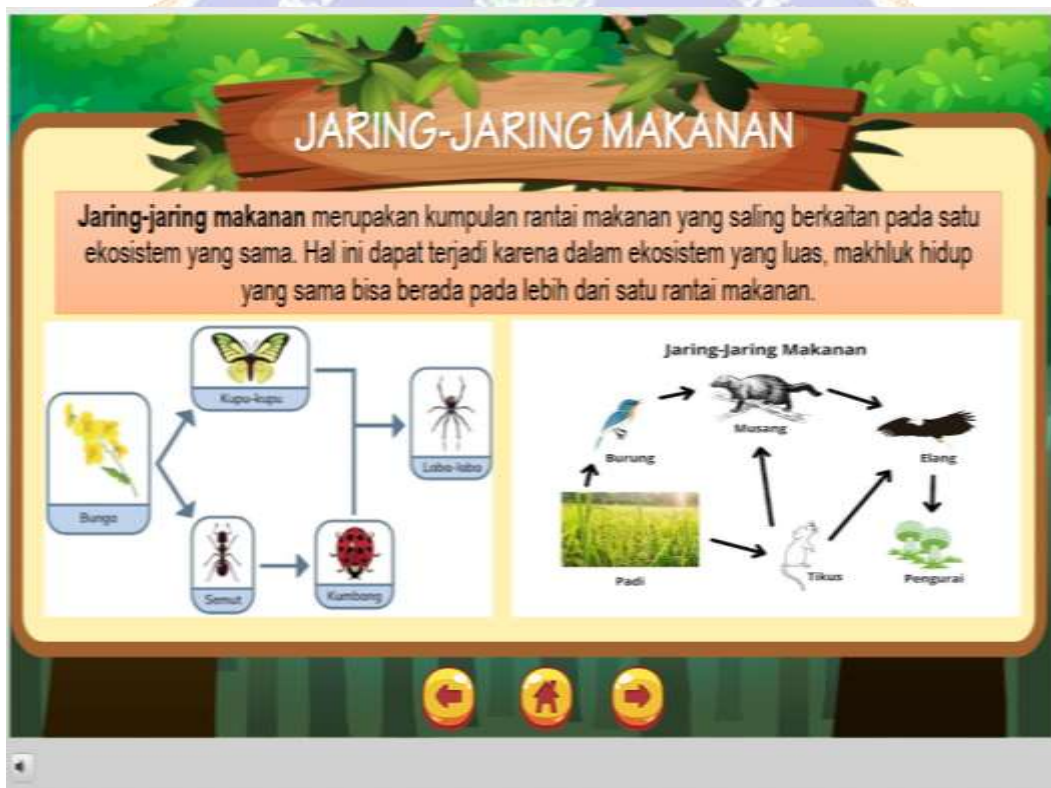 JARING-JARING MAKANAN
Jaring-jaring makanan merupakan kumpulan rantai makanan yang saling berkaitan pada satu
ekosistem yang sama. Hal ini dapat terjadi karena dalam ekosistem yang luas, makhluk hidup
yang sama bisa berada pada lebih dari satu rantai makanan.
Kupu-kupu
Laba-laba
Bunga
Semut
Kumbang
Jaring-Jaring Makanan
Musang
Burung
Elang
Padi
Tikus
Pengurai